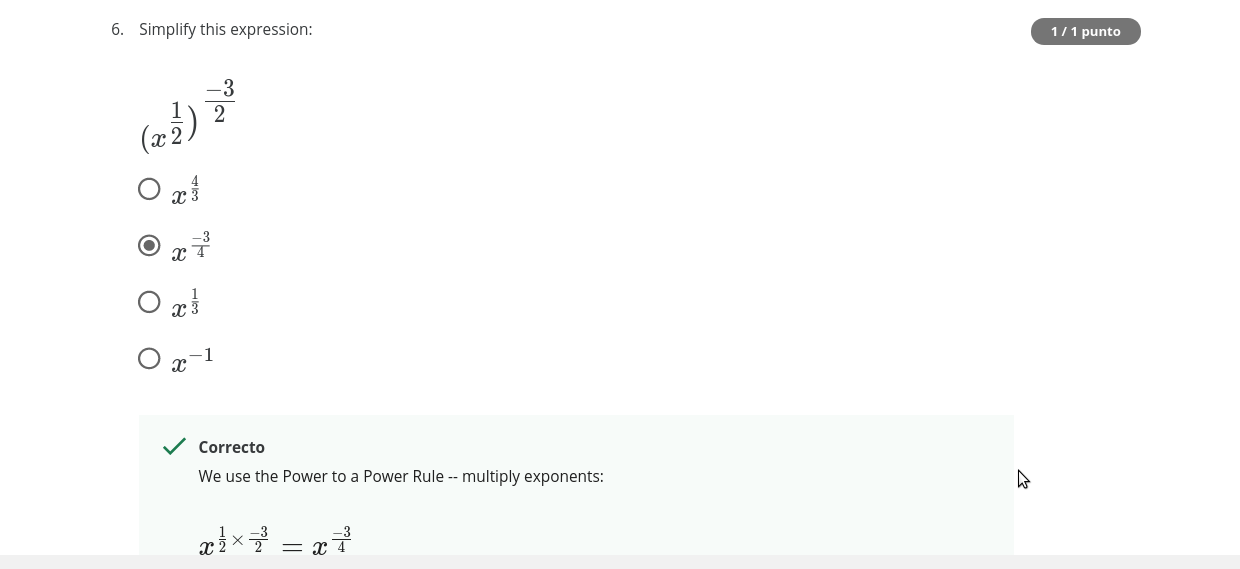 6. Simplify this expression:
1 / 1 punto
(x^{\frac{1}{2}})^{\frac{-3}{2}}
x^{\frac{4}{3}}
x^{\frac{-3}{4}}
x^{\frac{1}{3}}
x^{-1}
Correcto
We use the Power to a Power Rule -- multiply exponents:
x^{\frac{1}{2} \times \frac{-3}{2}} = x^{\frac{-3}{4}}